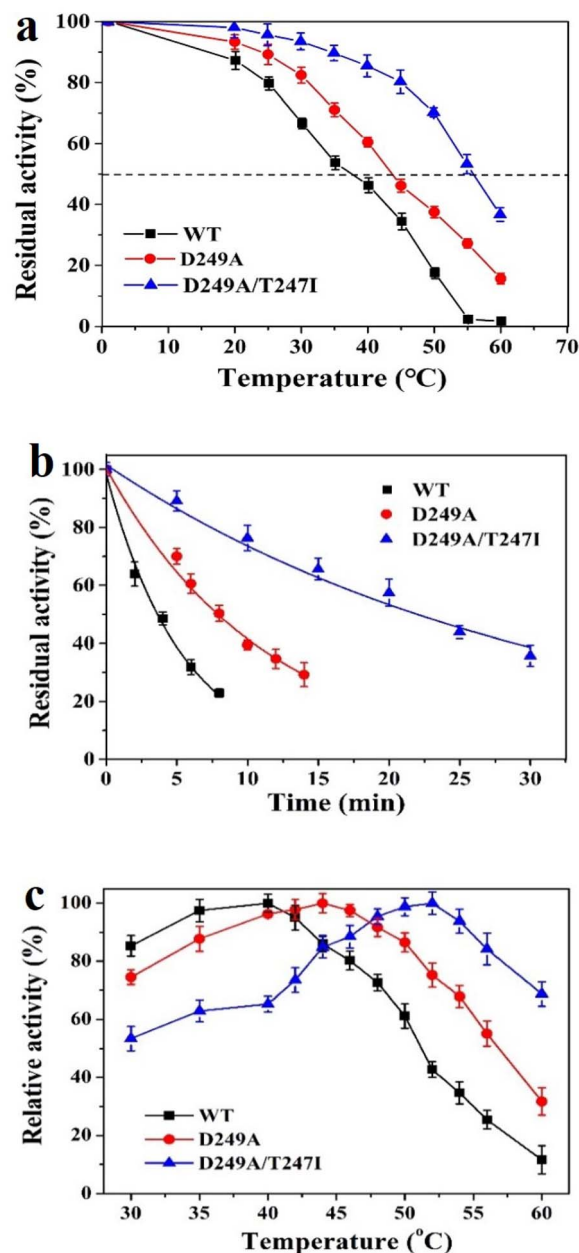 a
Residual activity (%)
100
80
60
40
20
0
WT
D249A
D249A/T247I
0 10 20 30 40 50 60 70
Temperature (°C)
b
Residual activity (%)
100
80
60
40
20
0
WT
D249A
D249A/T247I
0 5 10 15 20 25 30
Time (min)
c
Relative activity (%)
100
80
60
40
20
0
WT
D249A
D249A/T247I
30 35 40 45 50 55 60
Temperature (°C)